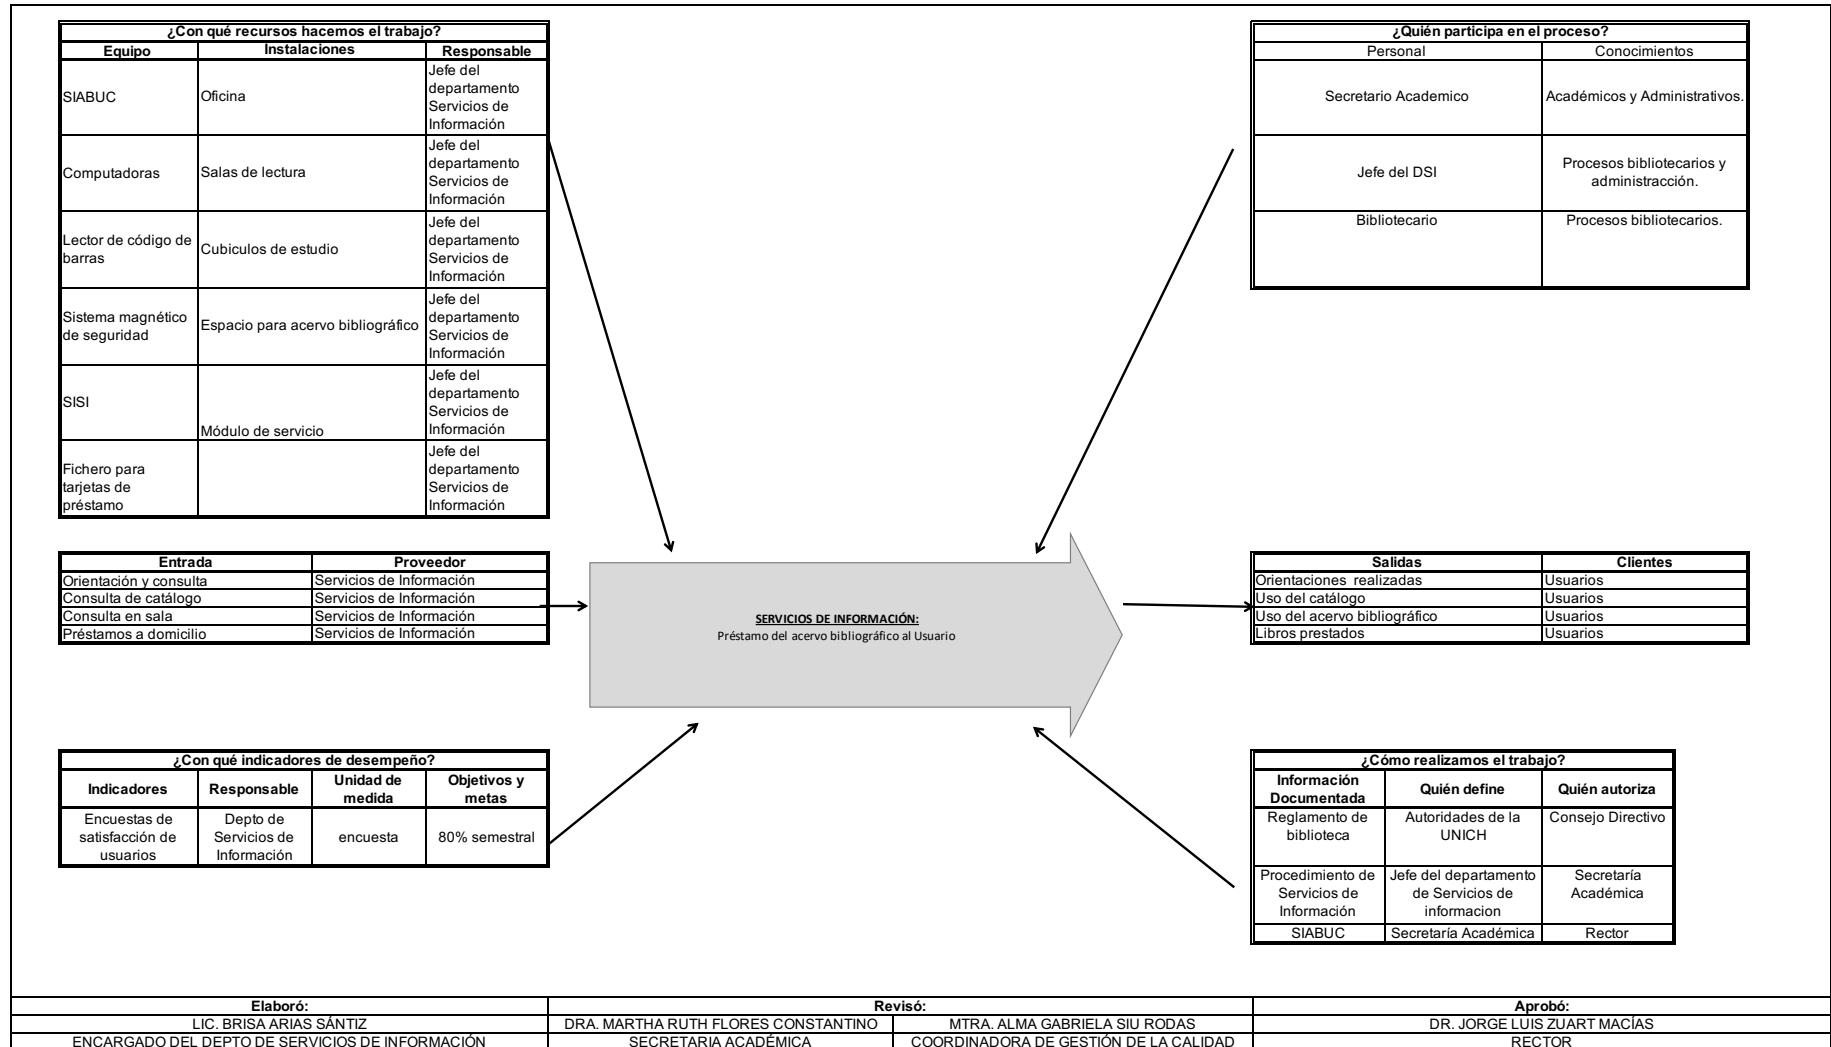 ¿Con qué recursos hacemos el trabajo?
Equipo Instalaciones Responsable
SIABUC
Oficina
Jefe del
departamento
Servicios de
Información
Computadoras
Salas de lectura
Jefe del
departamento
Servicios de
Información
Lector de código de
barras
Cubiculos de estudio
Jefe del
departamento
Servicios de
Información
Sistema magnético
de seguridad
Espacio para acervo bibliográfico
Jefe del
departamento
Servicios de
Información
SISI
Módulo de servicio
Jefe del
departamento
Servicios de
Información
Fichero para
tarjetas de
préstamo
Jefe del
departamento
Servicios de
Información
¿Quién participa en el proceso?
Personal Conocimientos
Secretario Academico Académicos y Administrativos.
Jefe del DSI
Procesos bibliotecarios y
administracción.
Bibliotecario Procesos bibliotecarios.
Entrada Proveedor
Orientación y consulta Servicios de Información
Consulta de catálogo Servicios de Información
Consulta en sala Servicios de Información
Préstamos a domicilio Servicios de Información
SERVICIOS DE INFORMACIÓN:
Préstamo del acervo bibliográfico al Usuario
Salidas Clientes
Orientaciones realizadas Usuarios
Uso del catálogo Usuarios
Uso del acervo bibliográfico Usuarios
Libros prestados Usuarios
¿Con qué indicadores de desempeño?
Indicadores
Responsable
Unidad de
medida
Objetivos y
metas
Encuestas de
satisfacción de
usuarios
Depto de
Servicios de
Información
encuesta
80% semestral
¿Cómo realizamos el trabajo?
Información
Documentada
Quién define
Quién autoriza
Reglamento de
biblioteca
Autoridades de la
UNICH
Consejo Directivo
Procedimiento de
Servicios de
Información
Jefe del departamento
de Servicios de
informacion
Secretaría
Académica
SIABUC Secretaría Académica Rector
Elaboró: Revisó: Aprobó:
LIC. BRISA ARIAS SÁNTIZ DRA. MARTHA RUTH FLORES CONSTANTINO MTRA. ALMA GABRIELA SIU RODAS DR. JORGE LUIS ZUART MACÍAS
ENCARGADO DEL DEPTO DE SERVICIOS DE INFORMACIÓN SECRETARIA ACADÉMICA COORDINADORA DE GESTIÓN DE LA CALIDAD RECTOR